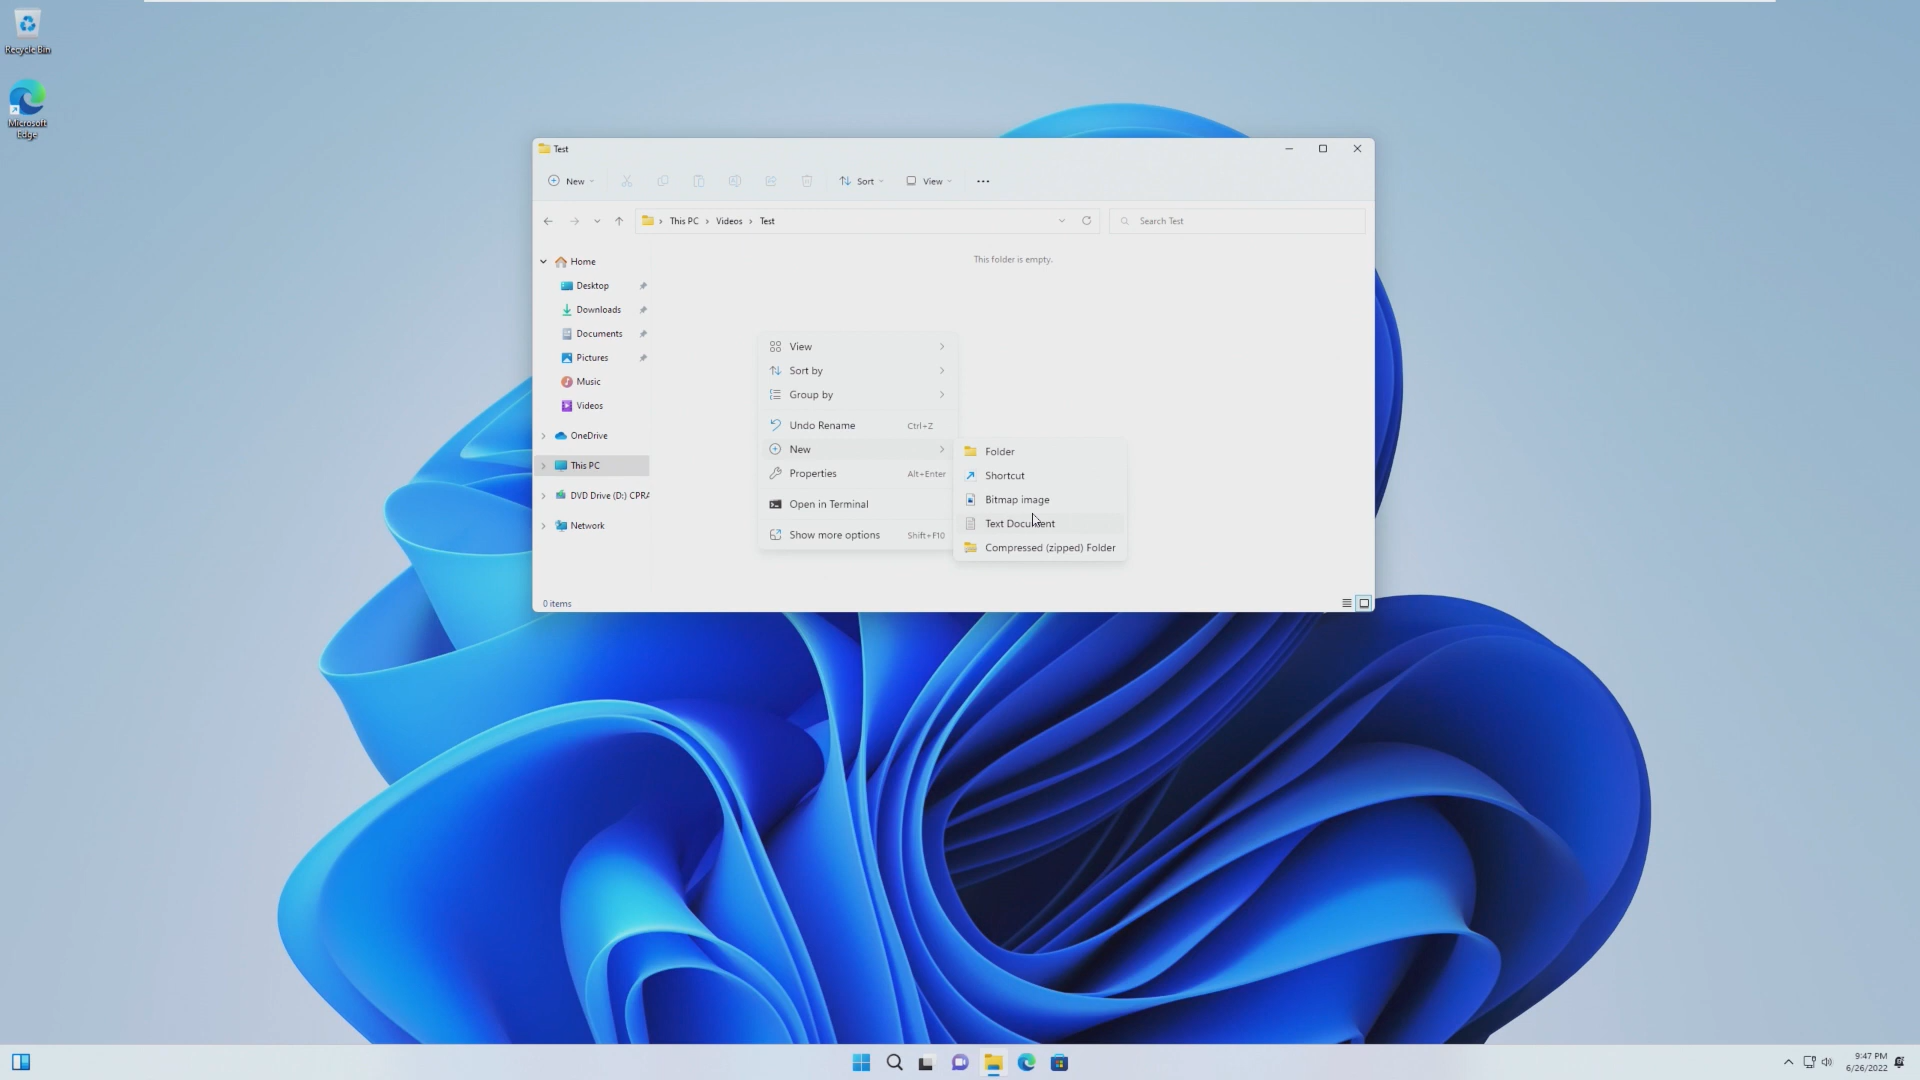 Recycle Bin
Microsoft
Edge
Test
New
Sort
View
This PC
Videos
Test
Search Test
Home
Desktop
Downloads
Documents
Pictures
Music
Videos
OneDrive
This PC
DVD Drive (D:) CPRA
Network
This folder is empty.
View
Sort by
Group by
Undo Rename Ctrl+Z
New
Properties Alt+Enter
Open in Terminal
Show more options Shift+F10
Folder
Shortcut
Bitmap image
Text Document
Compressed (zipped) Folder
0 items
9:47 PM
6/26/2022